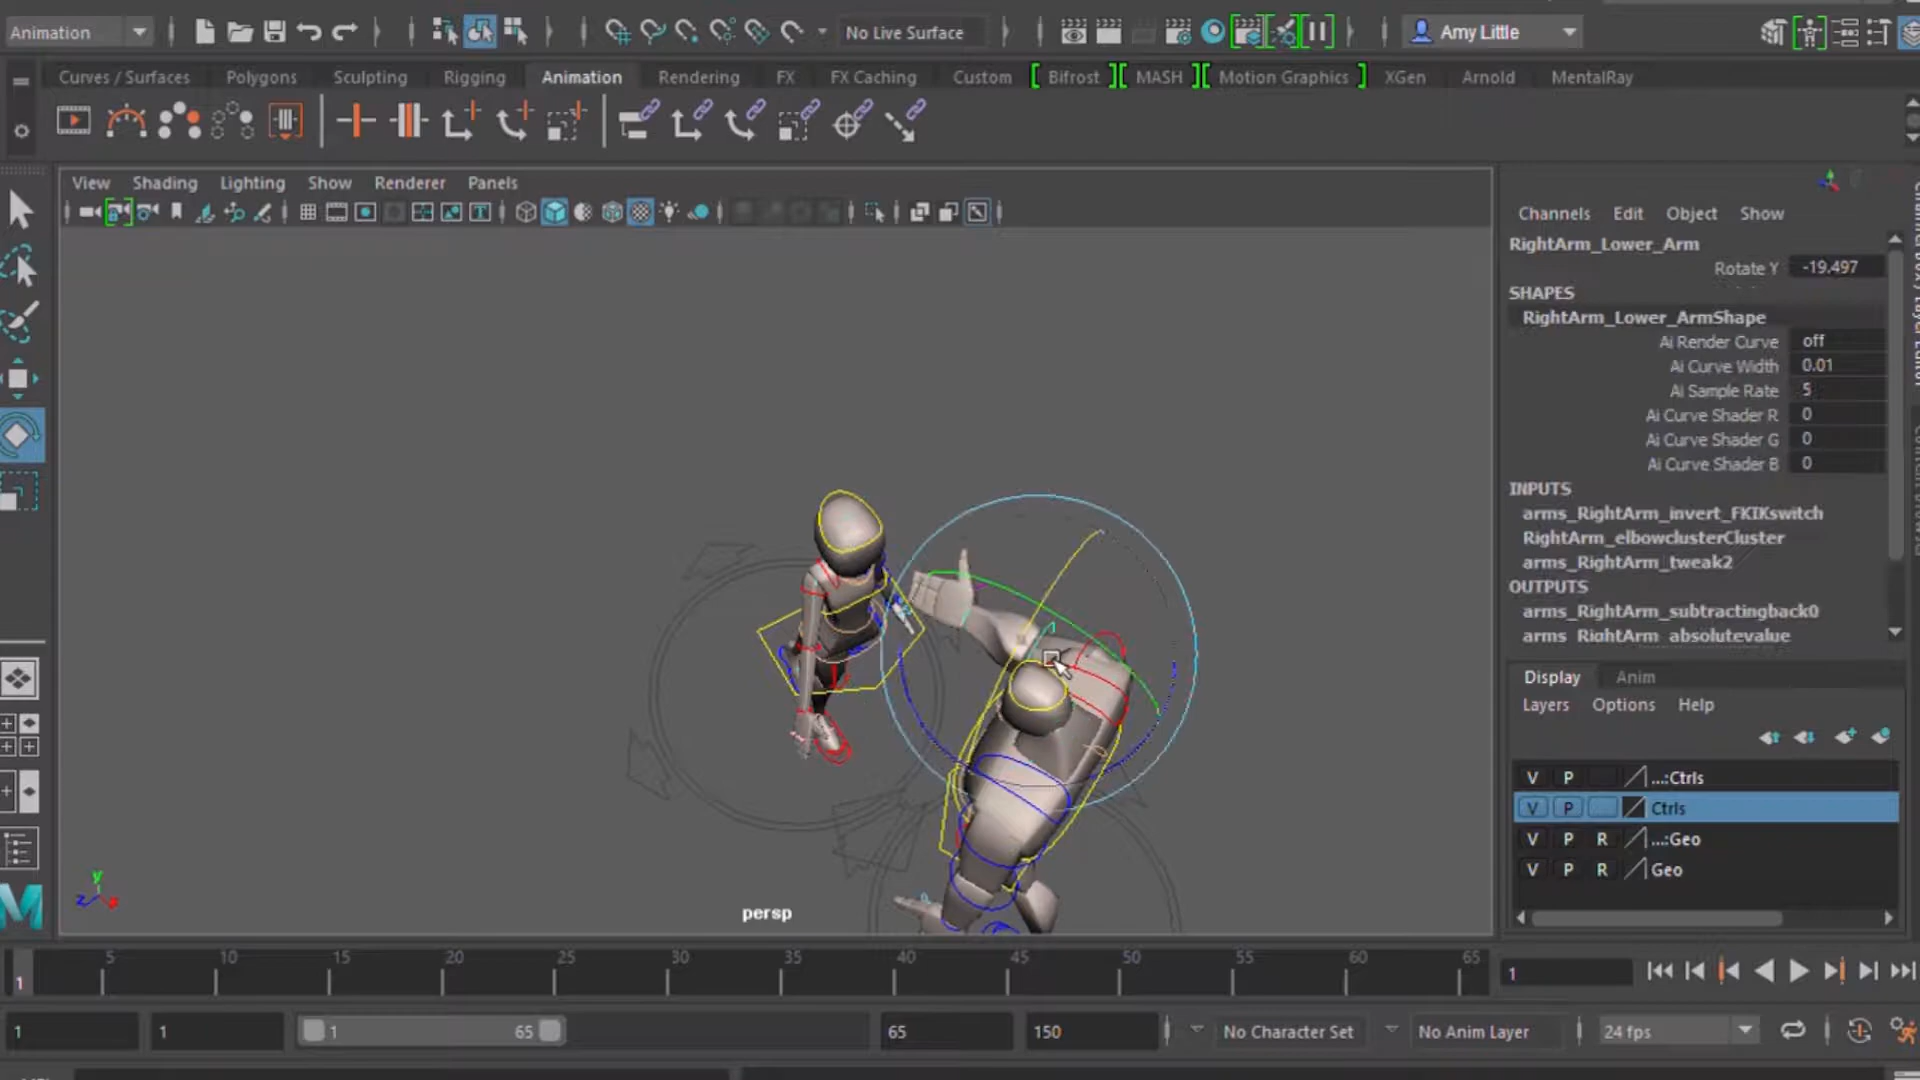 Animation
No Live Surface
Amy Little
Curves / Surfaces Polygons Sculpting Rigging Animation Rendering FX FX Caching Custom Bifrost MASH Motion Graphics XGen Arnold MentalRay
View Shading Lighting Show Renderer Panels
Channels Edit Object Show
RightArm_Lower_Arm
Rotate Y -19.497
SHAPES
RightArm_Lower_ArmShape
Ai Render Curve off
Ai Curve Width 0.01
Ai Sample Rate 5
Ai Curve Shader R 0
Ai Curve Shader G 0
Ai Curve Shader B 0
INPUTS
arms_RightArm_invert_FKIKswitch
RightArm_elbowclusterCluster
arms_RightArm_tweak2
OUTPUTS
arms_RightArm_subtractingback0
arms_RightArm_absolutevalue
Display Anim
Layers Options Help
V P ...:Ctrls
V P Ctrls
V P R ...:Geo
V P R Geo
y
z x
persp
5 10 15 20 25 30 35 40 45 50 55 60 65
1
1
1 1 1 65 65 150 No Character Set No Anim Layer 24 fps